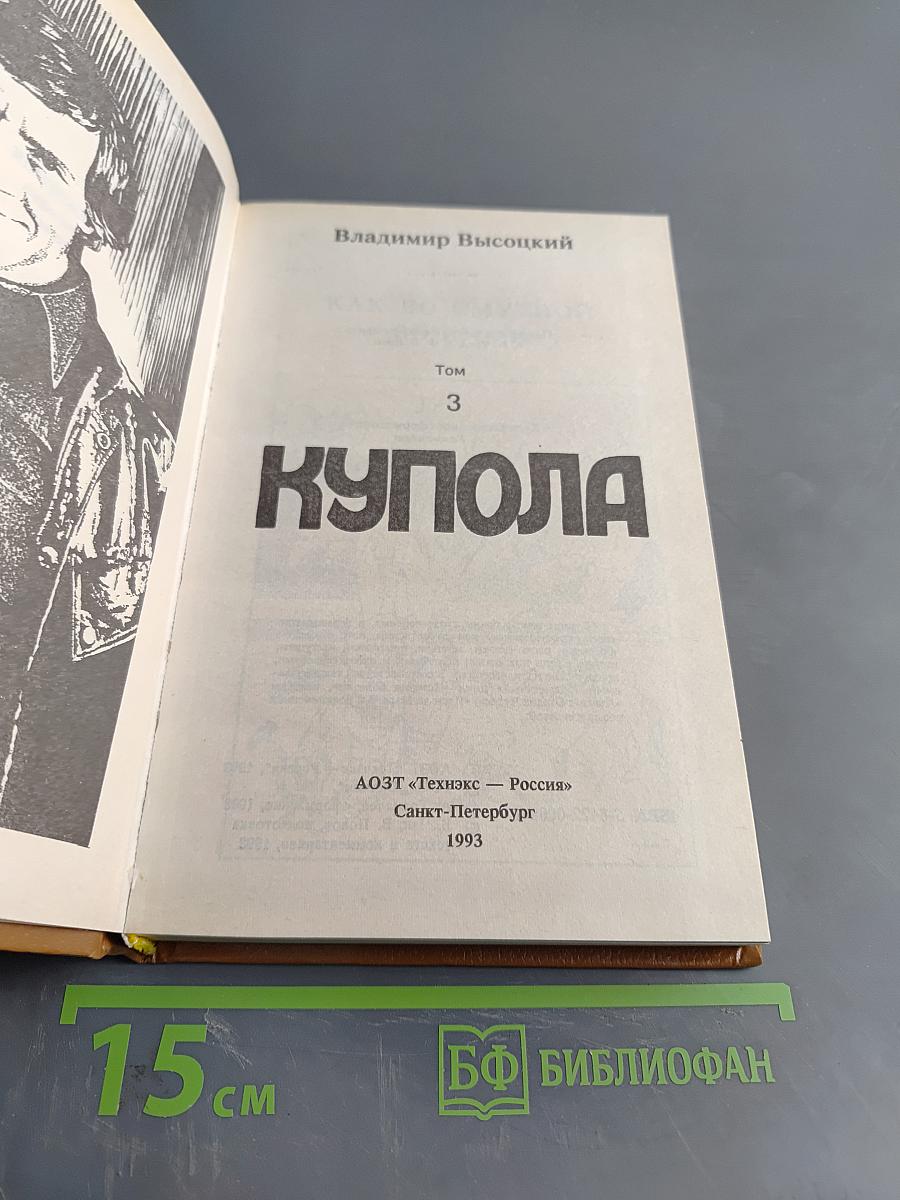 Владимир Высоцкий
Том
3
КУПОЛА
АОЗТ «Технэкс — Россия»
Санкт-Петербург
1993
15 см
БФ БИБЛИОФАН